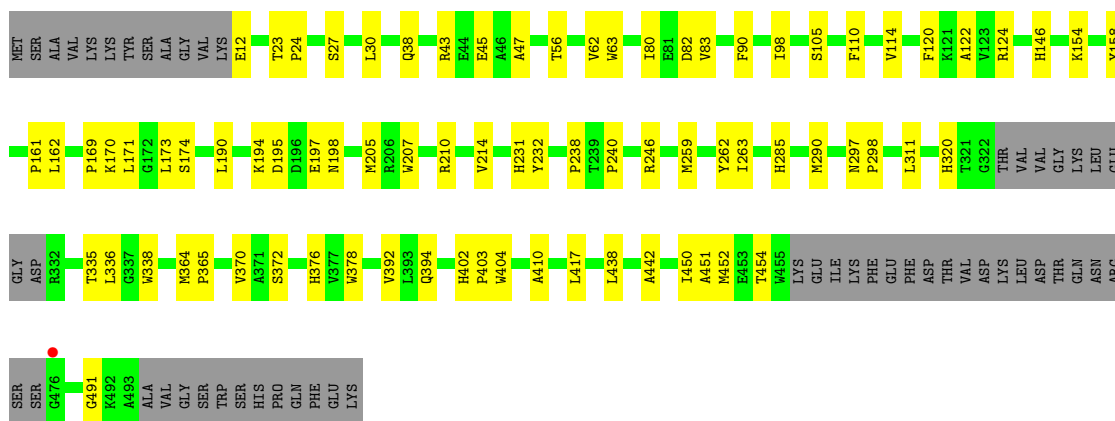 MET SER ALA VAL LYS LYS TYR SER ALA GLY VAL LYS E12 T23 P24 S27 L30 Q38 R43 E44 E45 A46 A47 T56 V62 W63 I80 E81 D82 V83 F90 I98 S105 F110 V114 F120 K121 A122 V123 R124 H146 K154 Y158
P161 L162 P169 K170 L171 G172 L173 S174 L190 K194 D195 D196 E197 N198 M205 R206 W207 R210 V214 H231 Y232 P238 T239 P240 R246 M259 Y262 I263 H285 M290 N297 P298 L311 H320 T321 G322 THR VAL VAL GLY LYS LEU GLU
GLY ASP R332 T335 L336 G337 W338 M364 P365 V370 A371 S372 H376 V377 W378 V392 L393 Q394 H402 P403 W404 A410 L417 L438 A442 I450 A451 M452 E453 T454 W455 LYS GLU ILE LYS PHE GLU PHE PHE ASP THR VAL ASP LYS LEU ASP THR GLN ASN ARG
SER SER G476 G491 K492 A493 ALA VAL GLY SER TRP SER HIS PRO GLN PHE GLU LYS